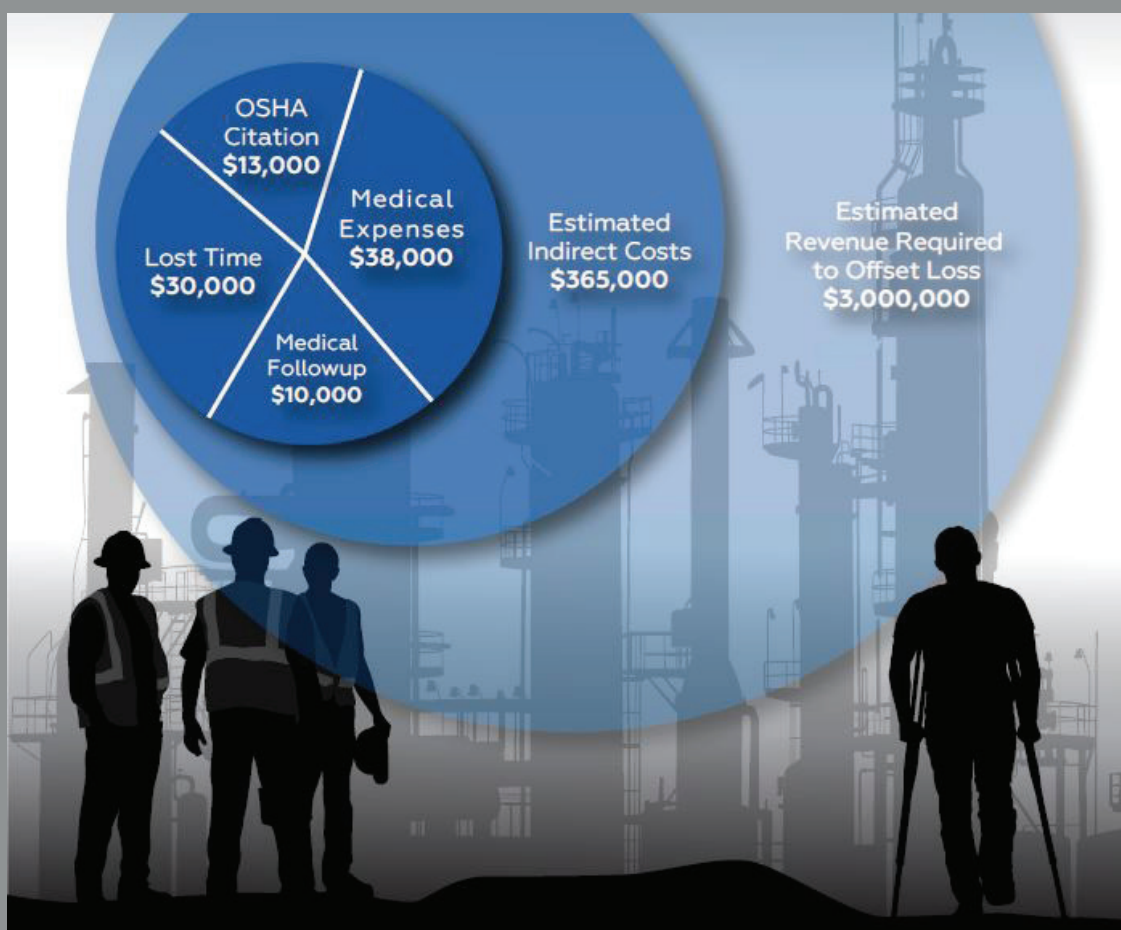 OSHA
Citation
$13,000
Medical
Expenses
$38,000
Lost Time
$30,000
Medical
Followup
$10,000
Estimated
Indirect Costs
$365,000
Estimated
Revenue Required
to Offset Loss
$3,000,000